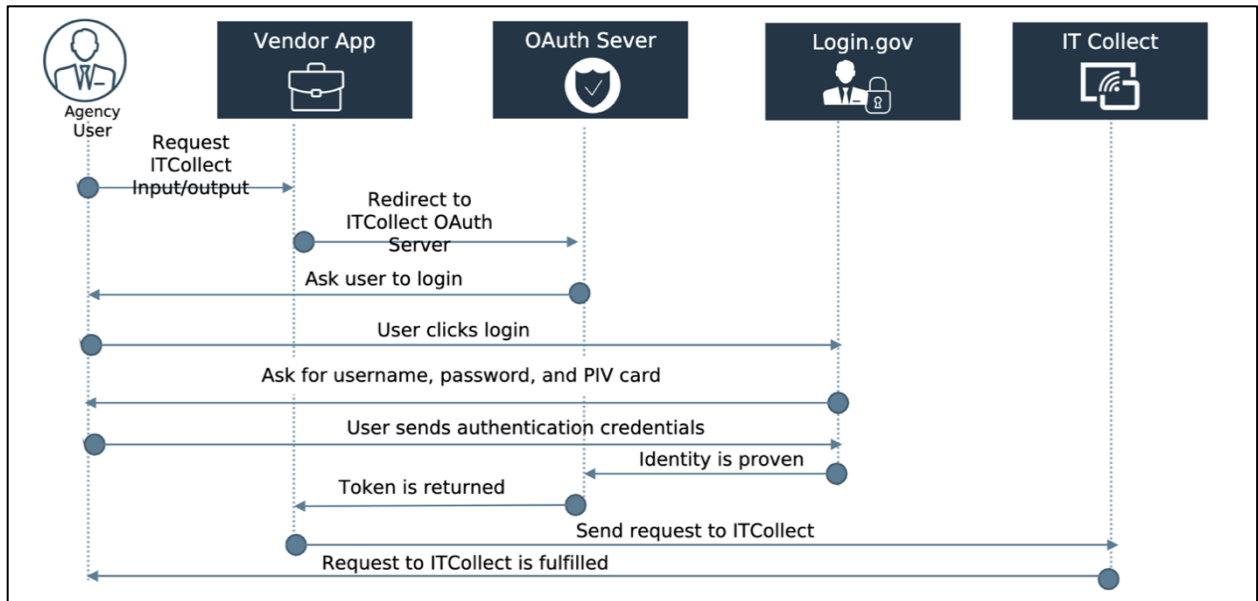 Vendor App
OAuth Sever
Login.gov
IT Collect
Agency
User
Request
ITCollect
Input/output
Redirect to
ITCollect OAuth
Server
Ask user to login
User clicks login
Ask for username, password, and PIV card
User sends authentication credentials
Identity is proven
Token is returned
Send request to ITCollect
Request to ITCollect is fulfilled